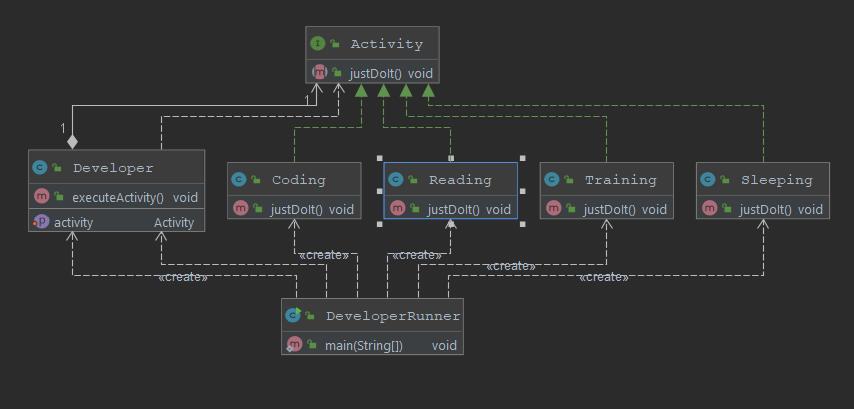 Activity
justDoIt() void
1
1
Developer
executeActivity() void
activity Activity
Coding
justDoIt() void
Reading
justDoIt() void
Training
justDoIt() void
Sleeping
justDoIt() void
«create»
«create»
«create»
«create»
«create»
DeveloperRunner
main(String[]) void